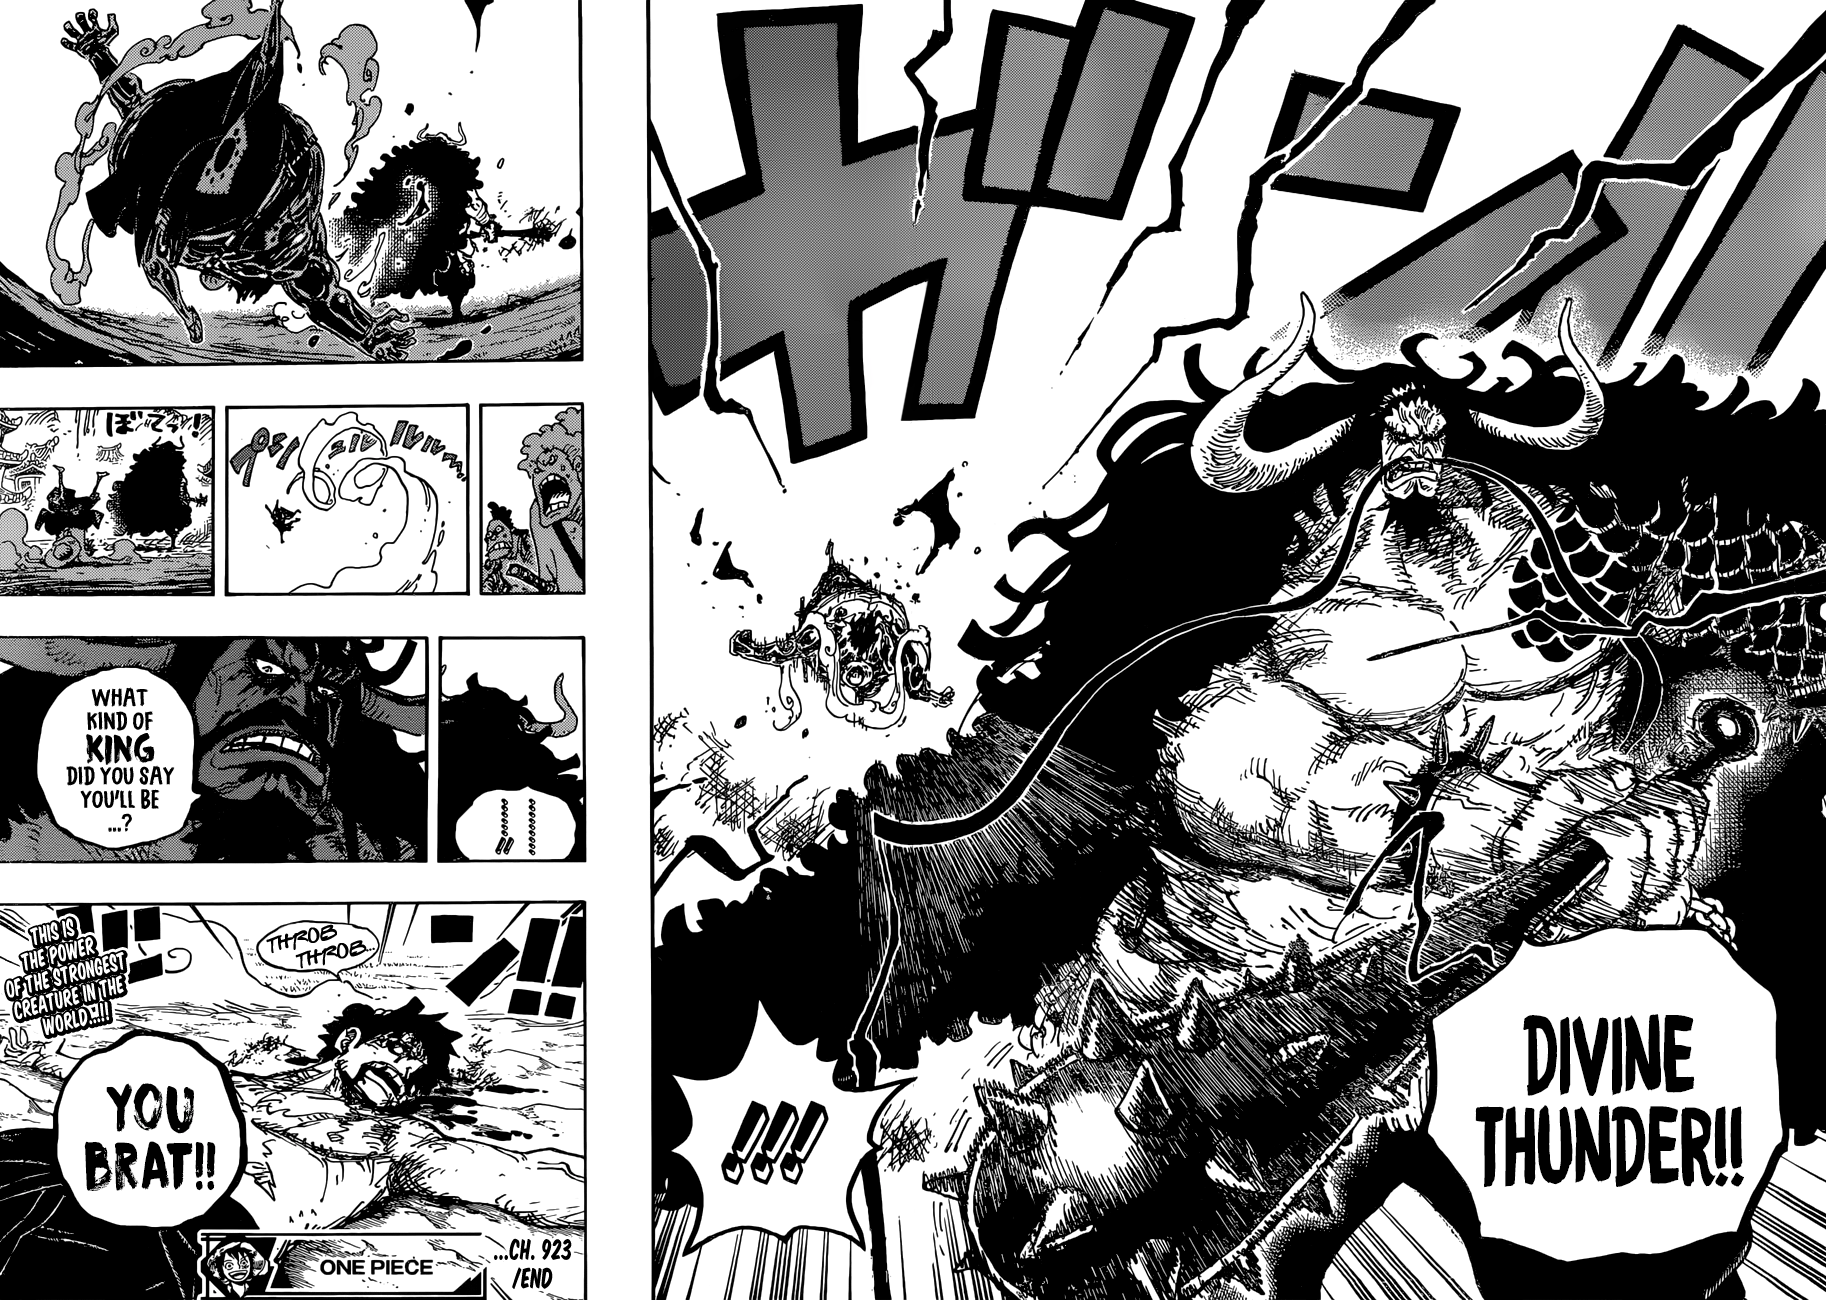 DIVINE
THUNDER!!
!!!!
ぼてっ!
WHAT
KIND OF
KING
DID YOU SAY
YOU'LL BE
...?
THROB
THROB...
THIS IS
THE POWER
OF THE STRONGEST
CREATURE IN THE
WORLD?!!!
YOU
BRAT!!
ONE PIECE
...CH. 923
/END